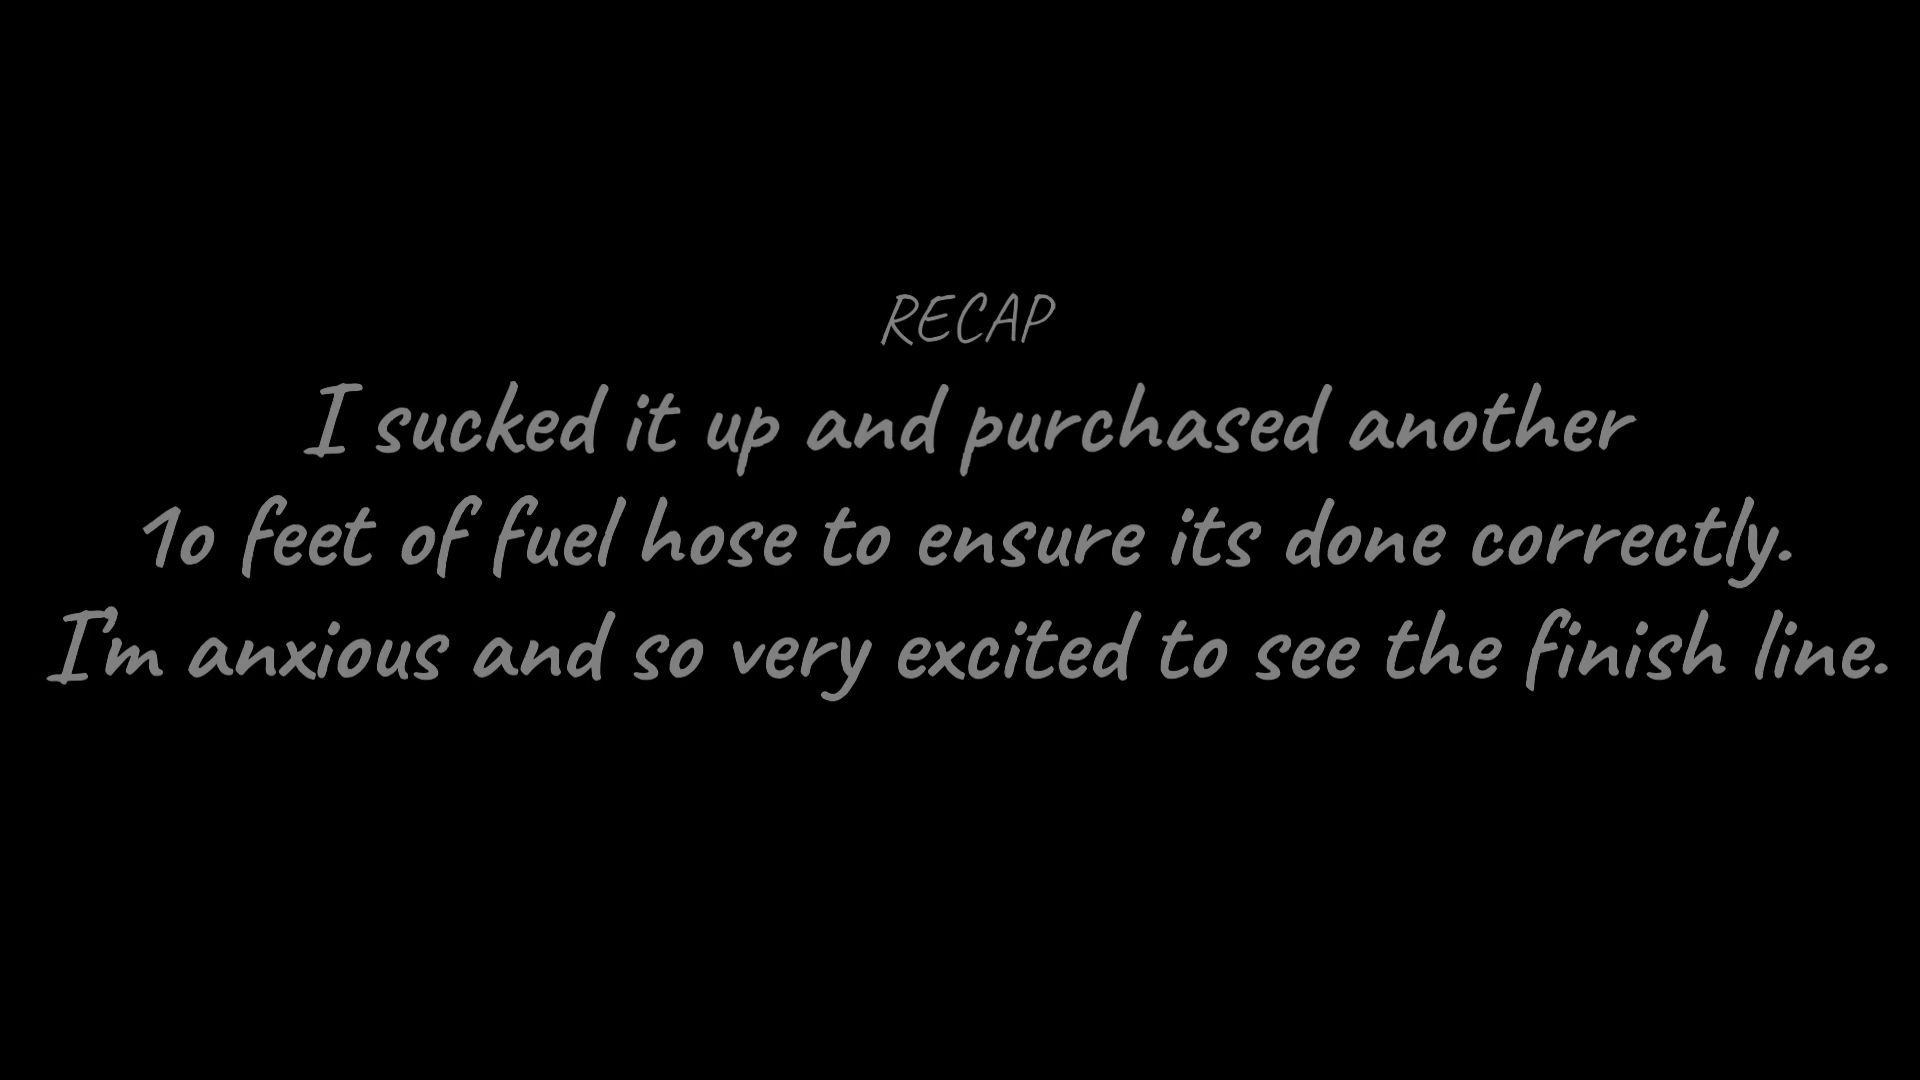 RECAP
I sucked it up and purchased another
10 feet of fuel hose to ensure its done correctly.
I'm anxious and so very excited to see the finish line.